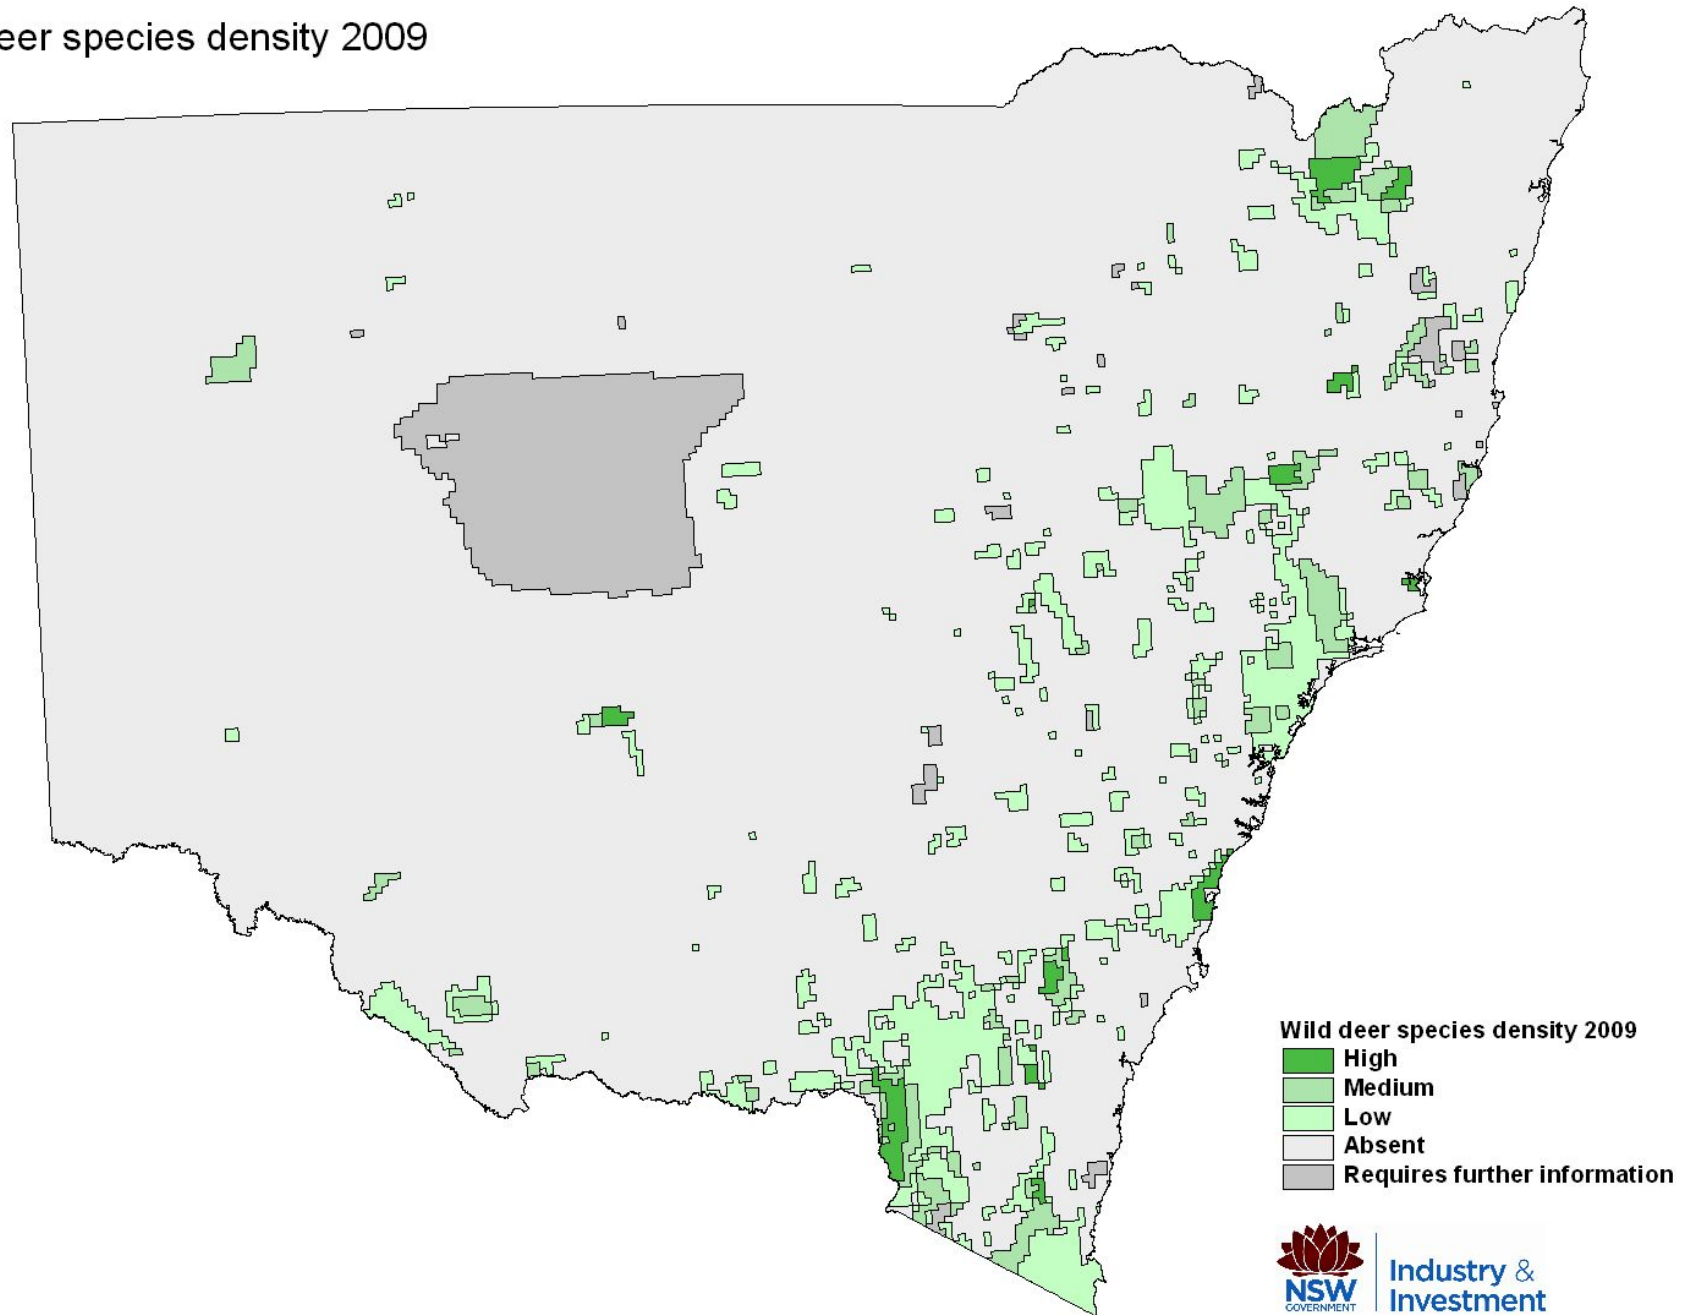 eer species density 2009
Wild deer species density 2009
High
Medium
Low
Absent
Requires further information
NSW
GOVERNMENT
Industry &
Investment